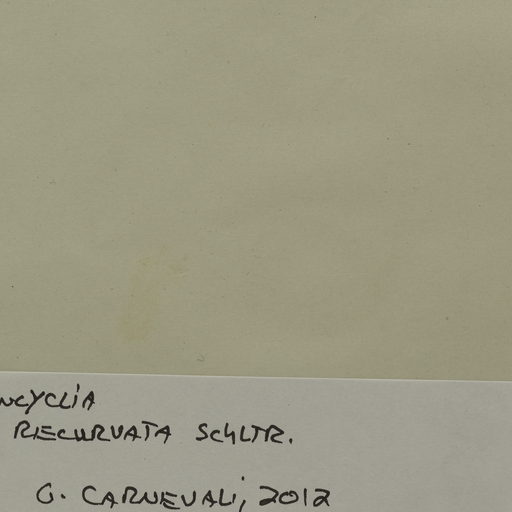 ncyclia
recurvata Schltr.
G. Carnevali, 2012